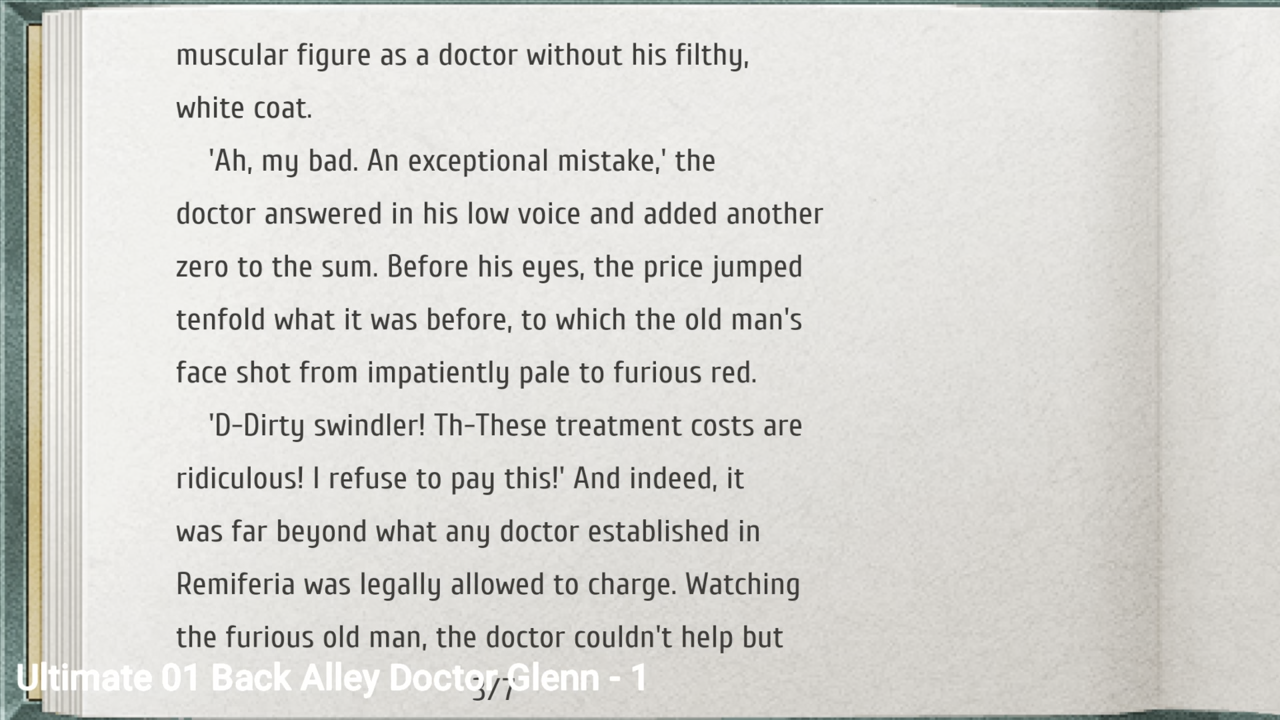 muscular figure as a doctor without his filthy,
white coat.
'Ah, my bad. An exceptional mistake,' the
doctor answered in his low voice and added another
zero to the sum. Before his eyes, the price jumped
tenfold what it was before, to which the old man's
face shot from impatiently pale to furious red.
'D-Dirty swindler! Th-These treatment costs are
ridiculous! I refuse to pay this!' And indeed, it
was far beyond what any doctor established in
Remiferia was legally allowed to charge. Watching
the furious old man, the doctor couldn't help but
Ultimate 01 Back Alley Doctor Glenn - 1
3/7